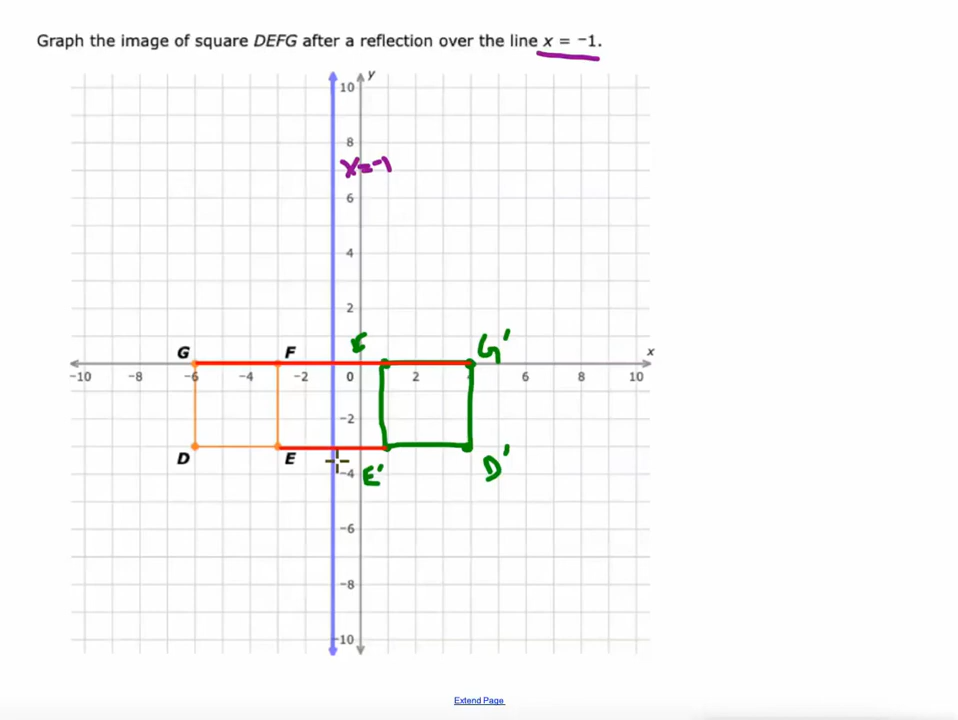 Graph the image of square DEFG after a reflection over the line x = −1.
y
10
8
x=-1
6
4
2
G F G' x
−10 −8 −6 −4 −2 0 2 6 8 10
−2
D E D'
−4 E'
−6
−8
−10
Extend Page